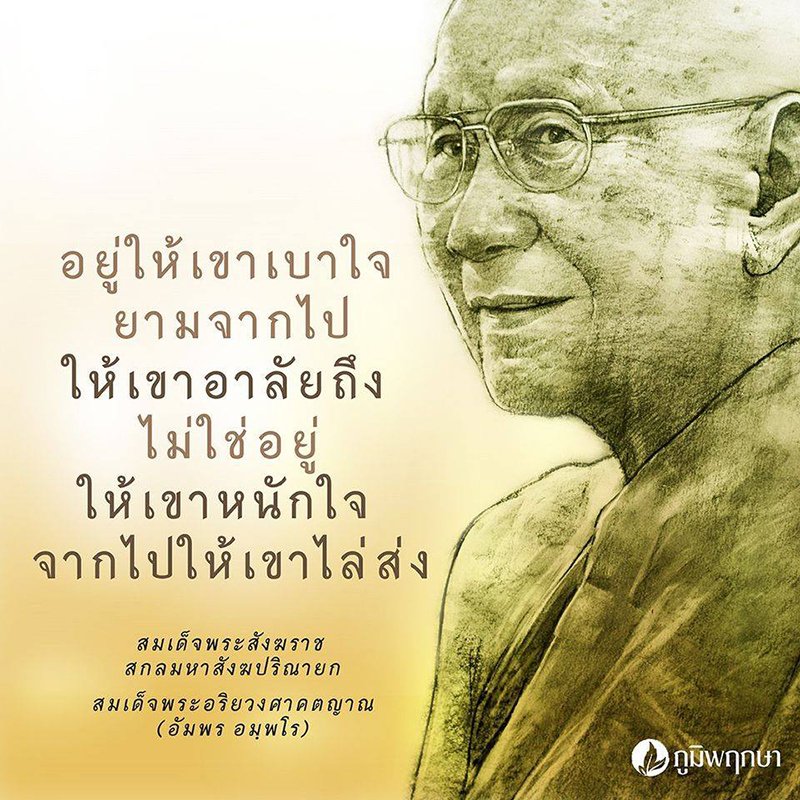 อยู่ให้เขาเบาใจ
ยามจากไป
ให้เขาอาลัยถึง
ไม่ใช่อยู่
ให้เขาหนักใจ
จากไปให้เขาไล่ส่ง
สมเด็จพระสังฆราช
สกลมหาสังฆปริณายก
สมเด็จพระอริยวงศาคตญาณ
(อัมพร อมฺพโร)
ภูมิพฤกษา